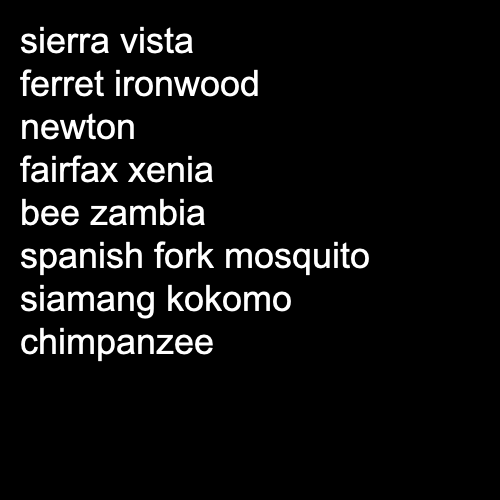 sierra vista
ferret ironwood
newton
fairfax xenia
bee zambia
spanish fork mosquito
siamang kokomo
chimpanzee